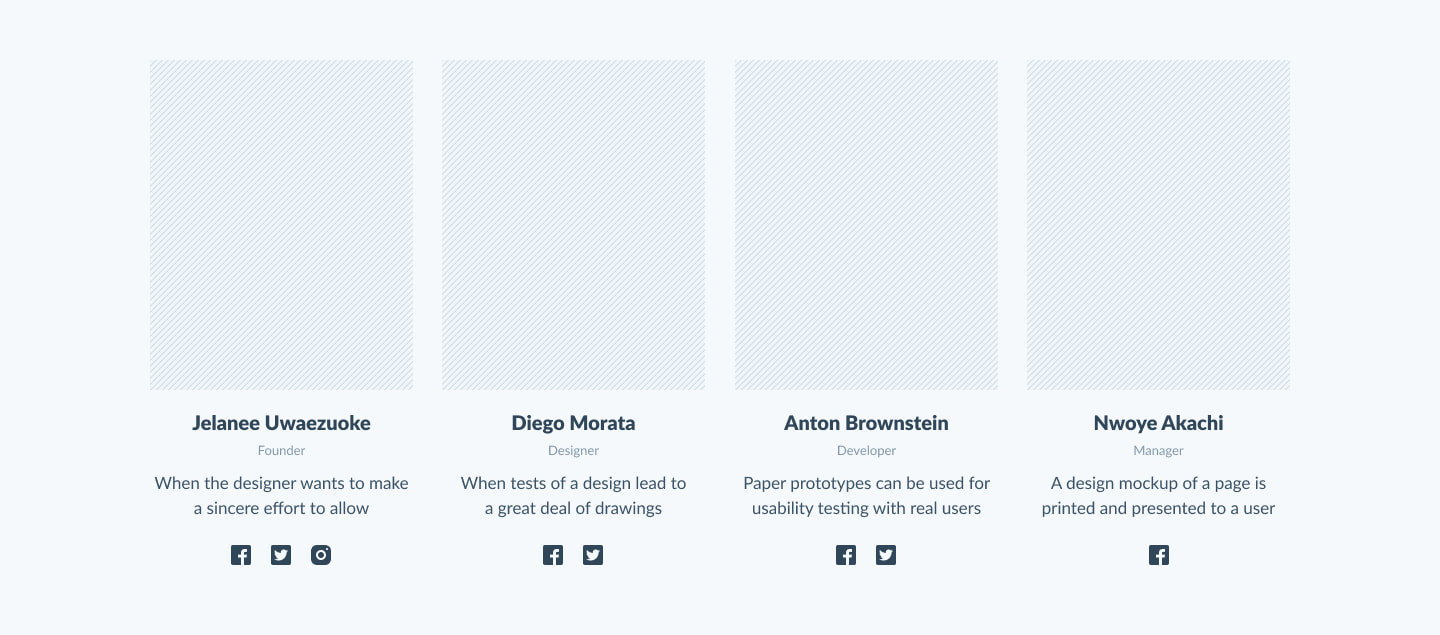 Jelanee Uwaezuoke
Founder
When the designer wants to make
a sincere effort to allow
Diego Morata
Designer
When tests of a design lead to
a great deal of drawings
Anton Brownstein
Developer
Paper prototypes can be used for
usability testing with real users
Nwoye Akachi
Manager
A design mockup of a page is
printed and presented to a user